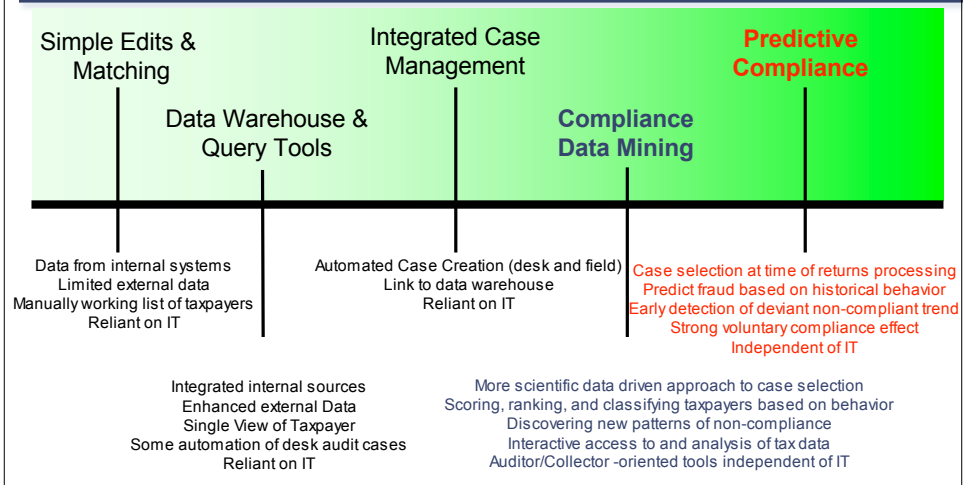 Simple Edits &
Matching
Data Warehouse &
Query Tools
Integrated Case
Management
Compliance
Data Mining
Predictive
Compliance
Data from internal systems
Limited external data
Manually working list of taxpayers
Reliant on IT
Integrated internal sources
Enhanced external Data
Single View of Taxpayer
Some automation of desk audit cases
Reliant on IT
Automated Case Creation (desk and field)
Link to data warehouse
Reliant on IT
More scientific data driven approach to case selection
Scoring, ranking, and classifying taxpayers based on behavior
Discovering new patterns of non-compliance
Interactive access to and analysis of tax data
Auditor/Collector -oriented tools independent of IT
Case selection at time of returns processing
Predict fraud based on historical behavior
Early detection of deviant non-compliant trend
Strong voluntary compliance effect
Independent of IT